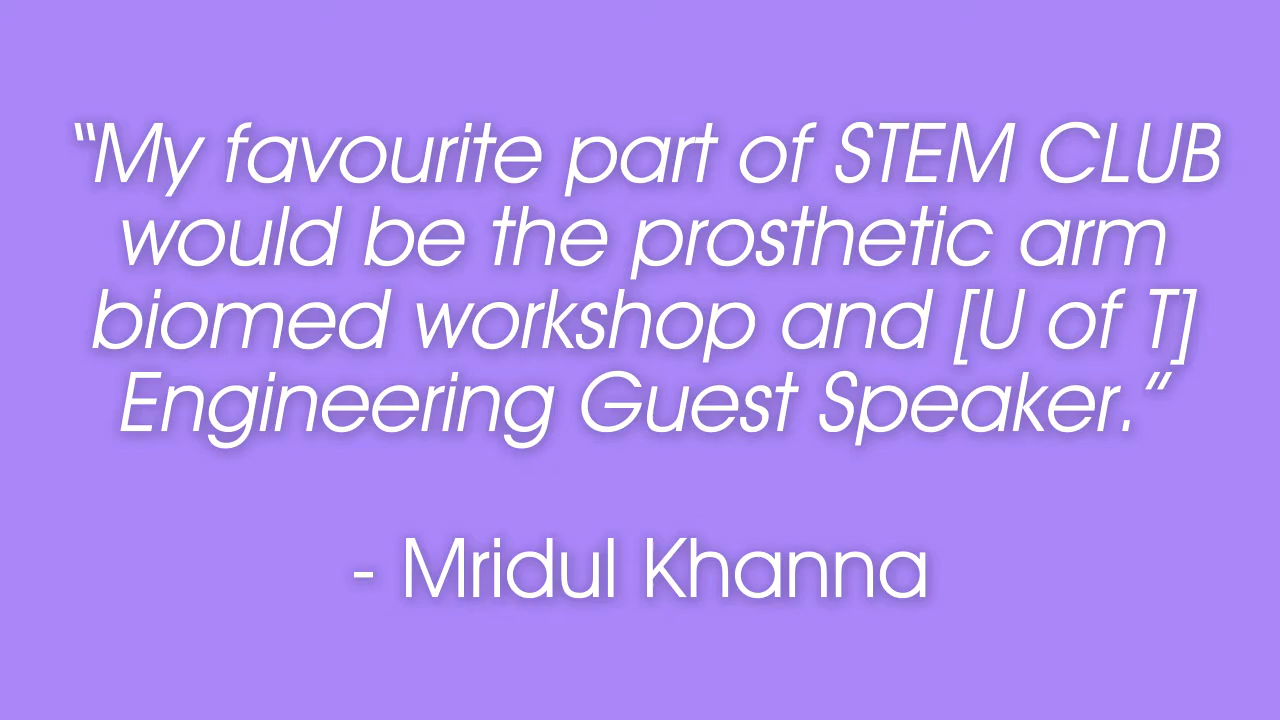 “My favourite part of STEM CLUB
would be the prosthetic arm
biomed workshop and [U of T]
Engineering Guest Speaker.”
- Mridul Khanna